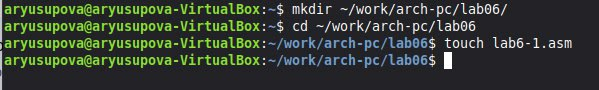 aryusupova@aryusupova-VirtualBox:~$ mkdir ~/work/arch-pc/lab06/
aryusupova@aryusupova-VirtualBox:~$ cd ~/work/arch-pc/lab06
aryusupova@aryusupova-VirtualBox:~/work/arch-pc/lab06$ touch lab6-1.asm
aryusupova@aryusupova-VirtualBox:~/work/arch-pc/lab06$